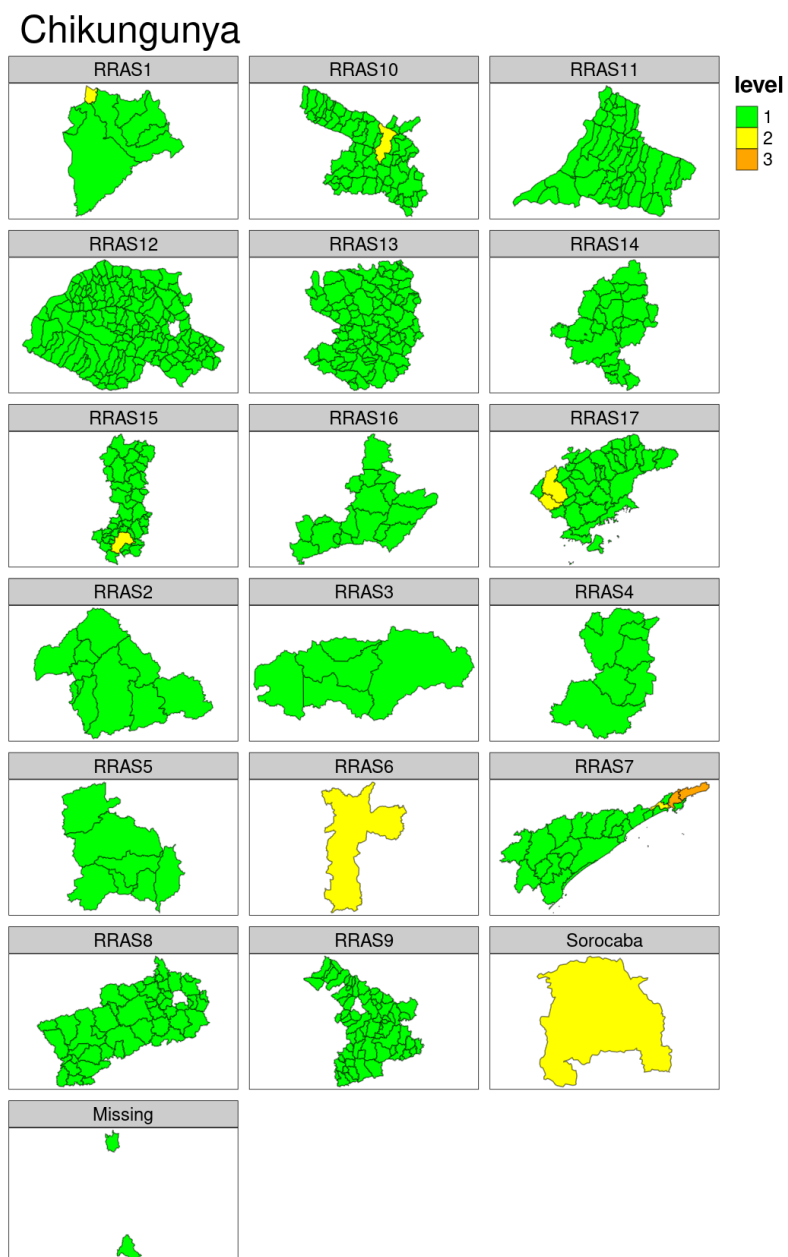 Chikungunya
RRAS1
RRAS10
RRAS11
level
1
2
3
RRAS12
RRAS13
RRAS14
RRAS15
RRAS16
RRAS17
RRAS2
RRAS3
RRAS4
RRAS5
RRAS6
RRAS7
RRAS8
RRAS9
Sorocaba
Missing